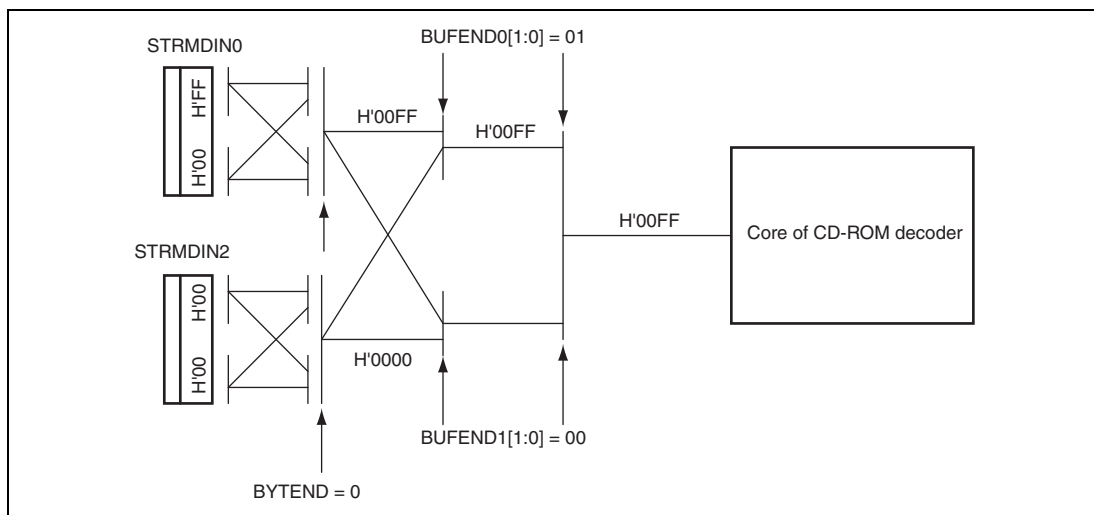 BUFEND0[1:0] = 01
STRMDIN0
H'FF
H'00
H'00FF
H'00FF
H'00FF
Core of CD-ROM decoder
STRMDIN2
H'00
H'00
H'0000
BUFEND1[1:0] = 00
BYTEND = 0